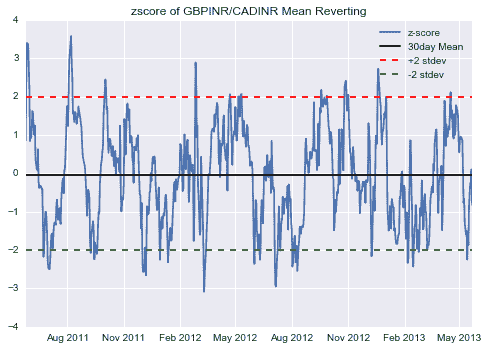 zscore of GBPINR/CADINR Mean Reverting
4
3
2
1
0
−1
−2
−3
−4
z-score
30day Mean
+2 stdev
-2 stdev
Aug 2011 Nov 2011 Feb 2012 May 2012 Aug 2012 Nov 2012 Feb 2013 May 2013